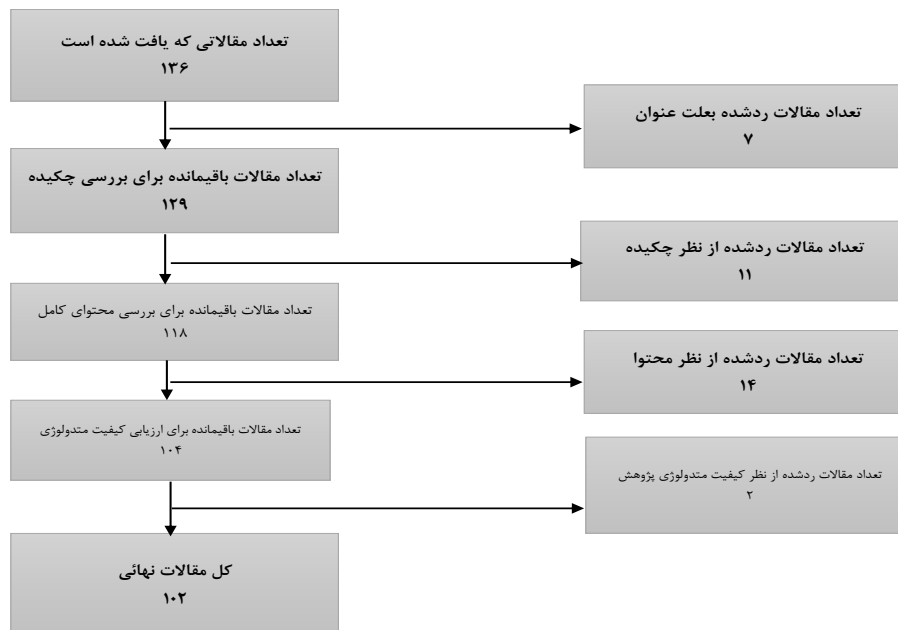 تعداد مقالاتی که یافت شده است
۱۳۶
تعداد مقالات ردشده بعلت عنوان
۷
تعداد مقالات باقیمانده برای بررسی چکیده
۱۲۹
تعداد مقالات ردشده از نظر چکیده
۱۱
تعداد مقالات باقیمانده برای بررسی محتوای کامل
۱۱۸
تعداد مقالات ردشده از نظر محتوا
۱۴
تعداد مقالات باقیمانده برای ارزیابی کیفیت متدولوژی
۱۰۴
تعداد مقالات ردشده از نظر کیفیت متدولوژی پژوهش
۲
کل مقالات نهائی
۱۰۲